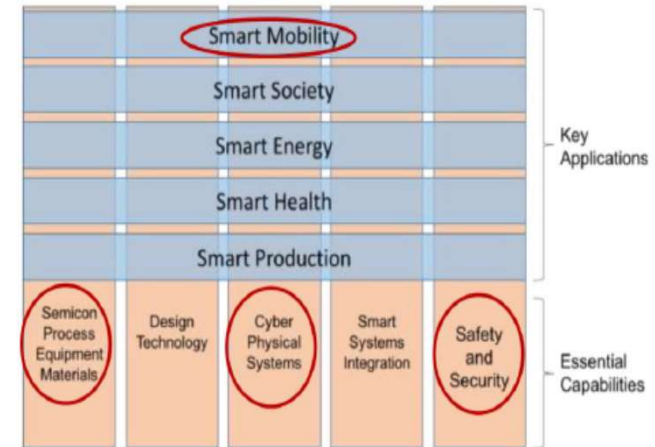 Smart Mobility
Smart Society
Smart Energy
Smart Health
Smart Production
Key
Applications
Semicon
Process
Equipment
Materials
Design
Technology
Cyber
Physical
Systems
Smart
Systems
Integration
Safety
and
Security
Essential
Capabilities